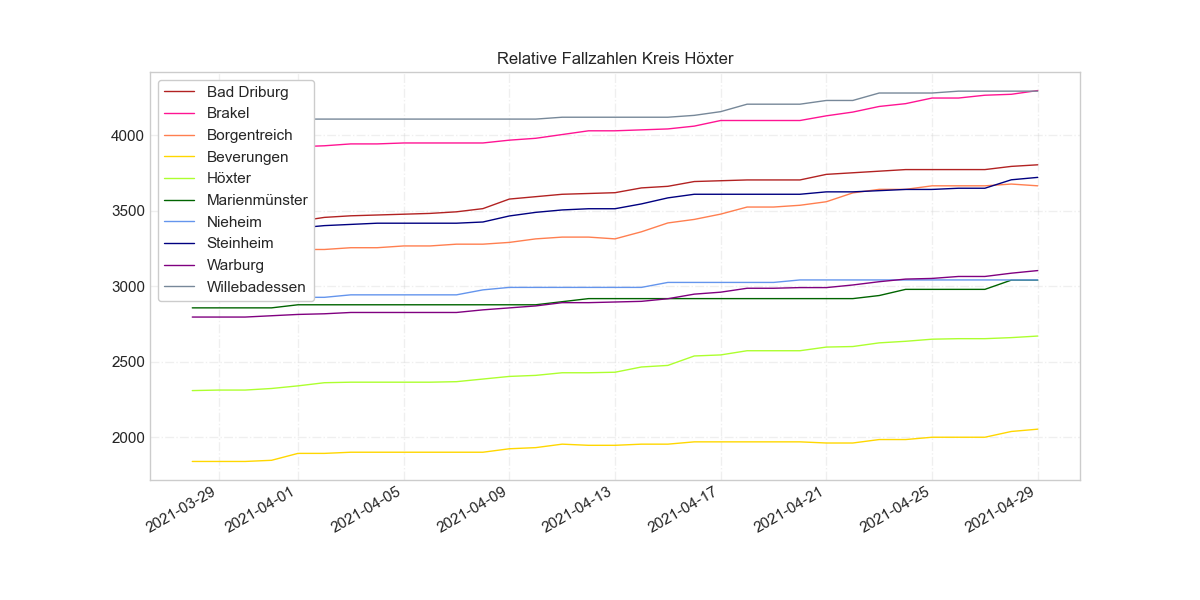 Relative Fallzahlen Kreis Höxter
Bad Driburg
Brakel
Borgentreich
Beverungen
Höxter
Marienmünster
Nieheim
Steinheim
Warburg
Willebadessen
4000
3500
3000
2500
2000
2021-03-29
2021-04-01
2021-04-05
2021-04-09
2021-04-13
2021-04-17
2021-04-21
2021-04-25
2021-04-29